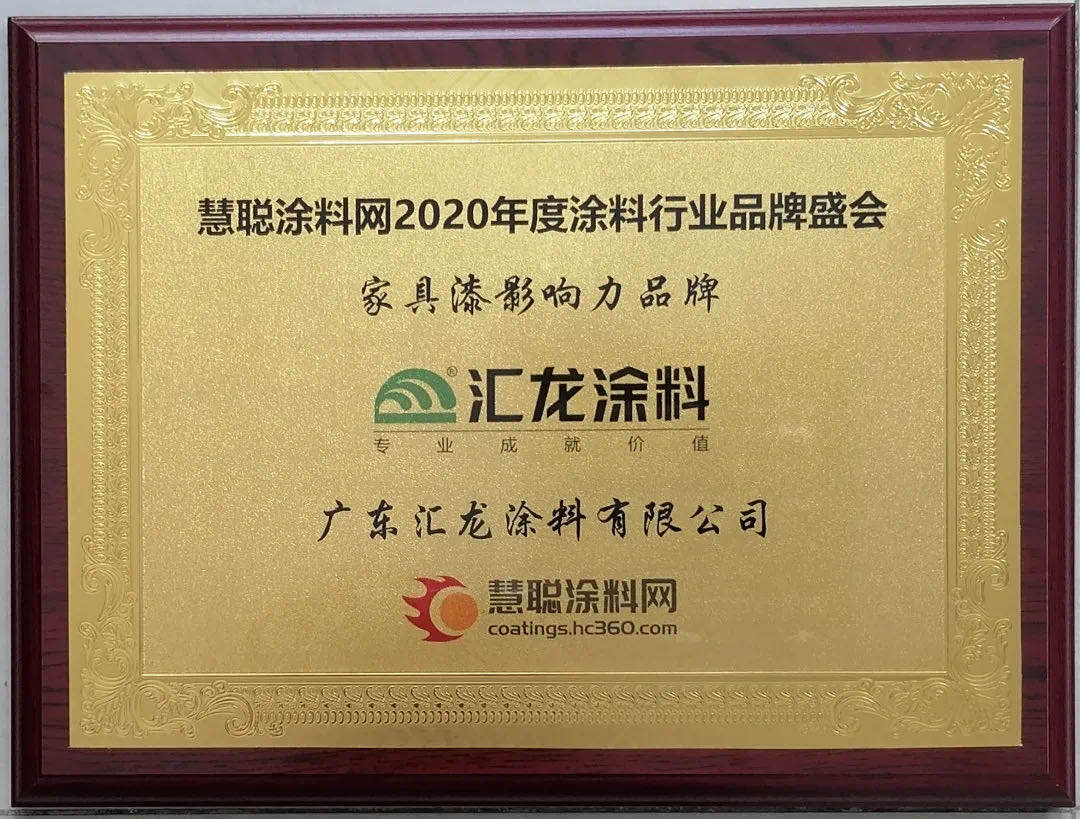 慧聪涂料网2020年度涂料行业品牌盛会
家具漆影响力品牌
®汇龙涂料
专业成就价值
广东汇龙涂料有限公司
慧聪涂料网
coatings.hc360.com